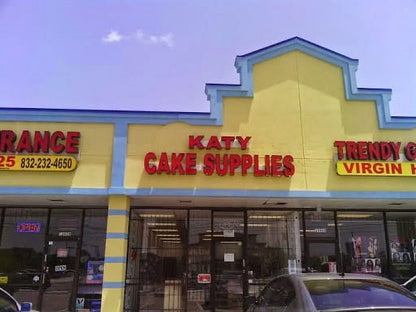 RANCE
25 832-232-4650
KATY
CAKE SUPPLIES
TRENDY
VIRGIN H